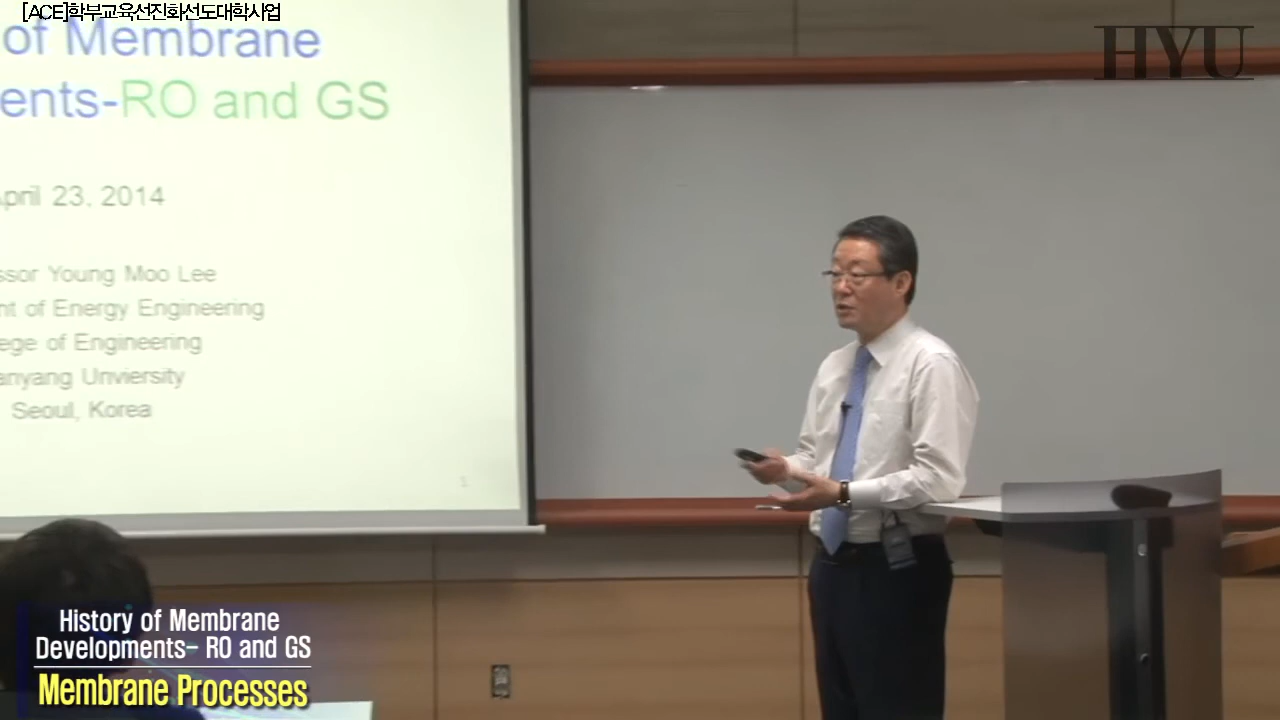 [ACE]학부교육선진화선도대학사업
HYU
of Membrane
ents-RO and GS
pril 23, 2014
ssor Young Moo Lee
nt of Energy Engineering
ege of Engineering
anyang Unviersity
Seoul, Korea
1
History of Membrane
Developments- RO and GS
Membrane Processes